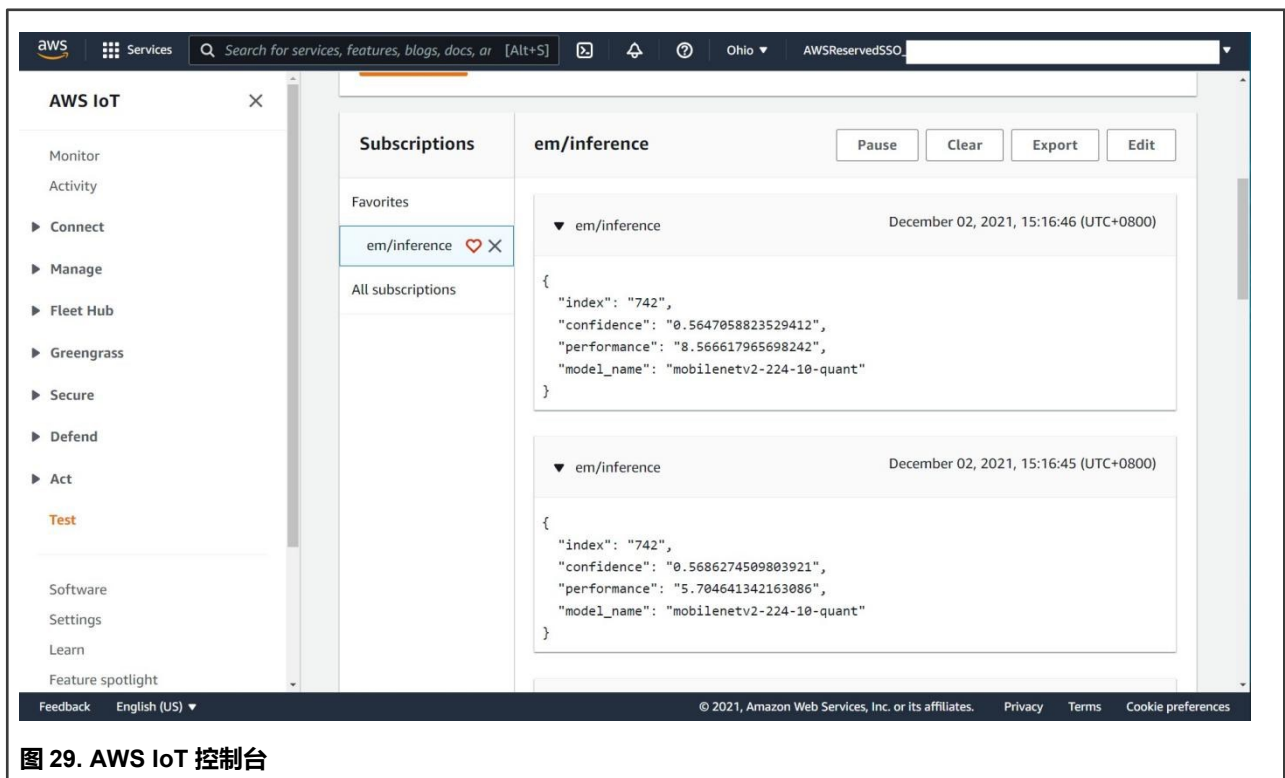 aws Services Search for services, features, blogs, docs, ar [Alt+S] Ohio ▼ AWSReservedSSO_
AWS IoT
Monitor
Activity
Connect
Manage
Fleet Hub
Greengrass
Secure
Defend
Act
Test
Software
Settings
Learn
Feature spotlight
Subscriptions
Favorites
em/inference
All subscriptions
em/inference Pause Clear Export Edit
▼ em/inference December 02, 2021, 15:16:46 (UTC+0800)
{
"index": "742",
"confidence": "0.5647058823529412",
"performance": "8.566617965698242",
"model_name": "mobilenetv2-224-10-quant"
}
▼ em/inference December 02, 2021, 15:16:45 (UTC+0800)
{
"index": "742",
"confidence": "0.5686274509803921",
"performance": "5.704641342163086",
"model_name": "mobilenetv2-224-10-quant"
}
Feedback English (US) ▼ © 2021, Amazon Web Services, Inc. or its affiliates. Privacy Terms Cookie preferences
图 29. AWS IoT 控制台